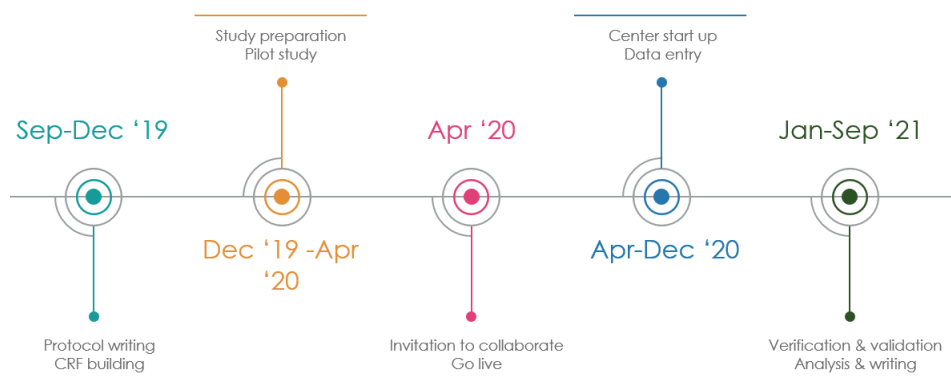 Study preparation
Pilot study
Center start up
Data entry
Sep-Dec ‘19
Apr ‘20
Jan-Sep ‘21
Dec ‘19 -Apr
‘20
Apr-Dec ‘20
Protocol writing
CRF building
Invitation to collaborate
Go live
Verification & validation
Analysis & writing